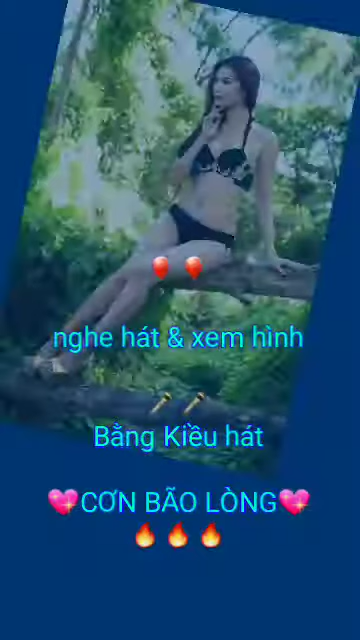 nghe hát & xem hình
Bằng Kiều hát
💖CƠN BÃO LÒNG💖